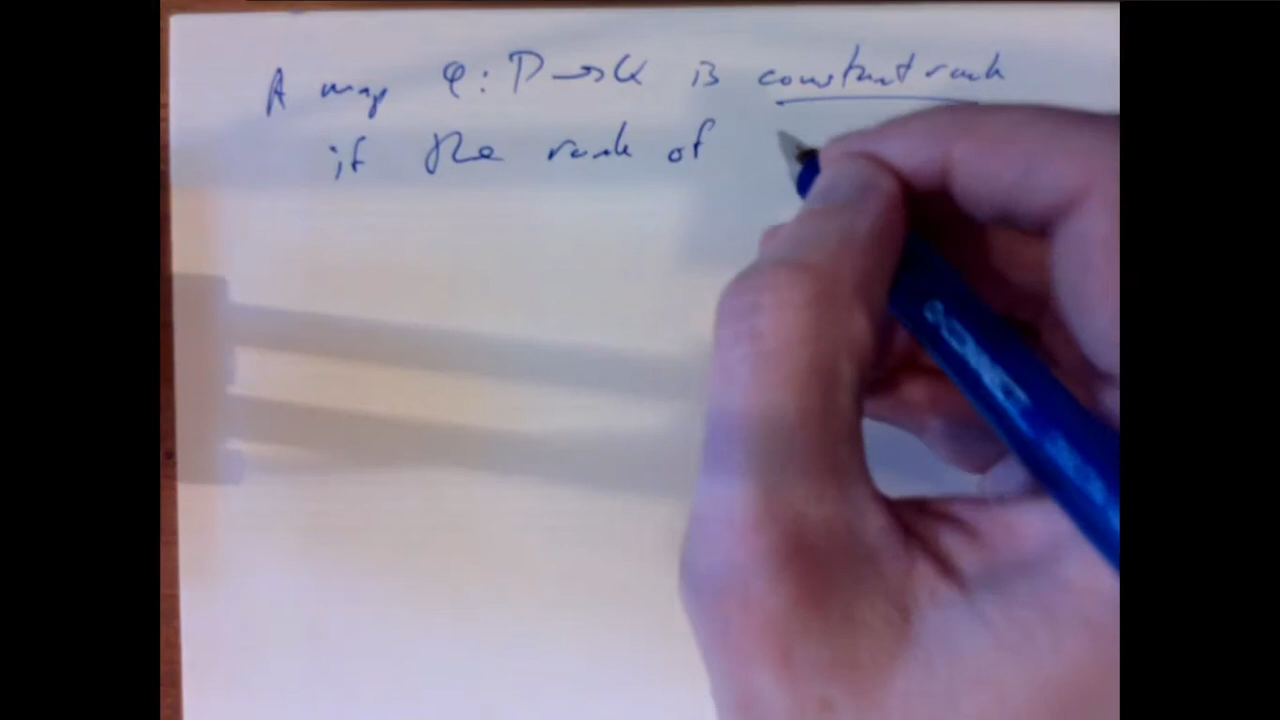 A map φ: P → K is constant rank
if the rank of